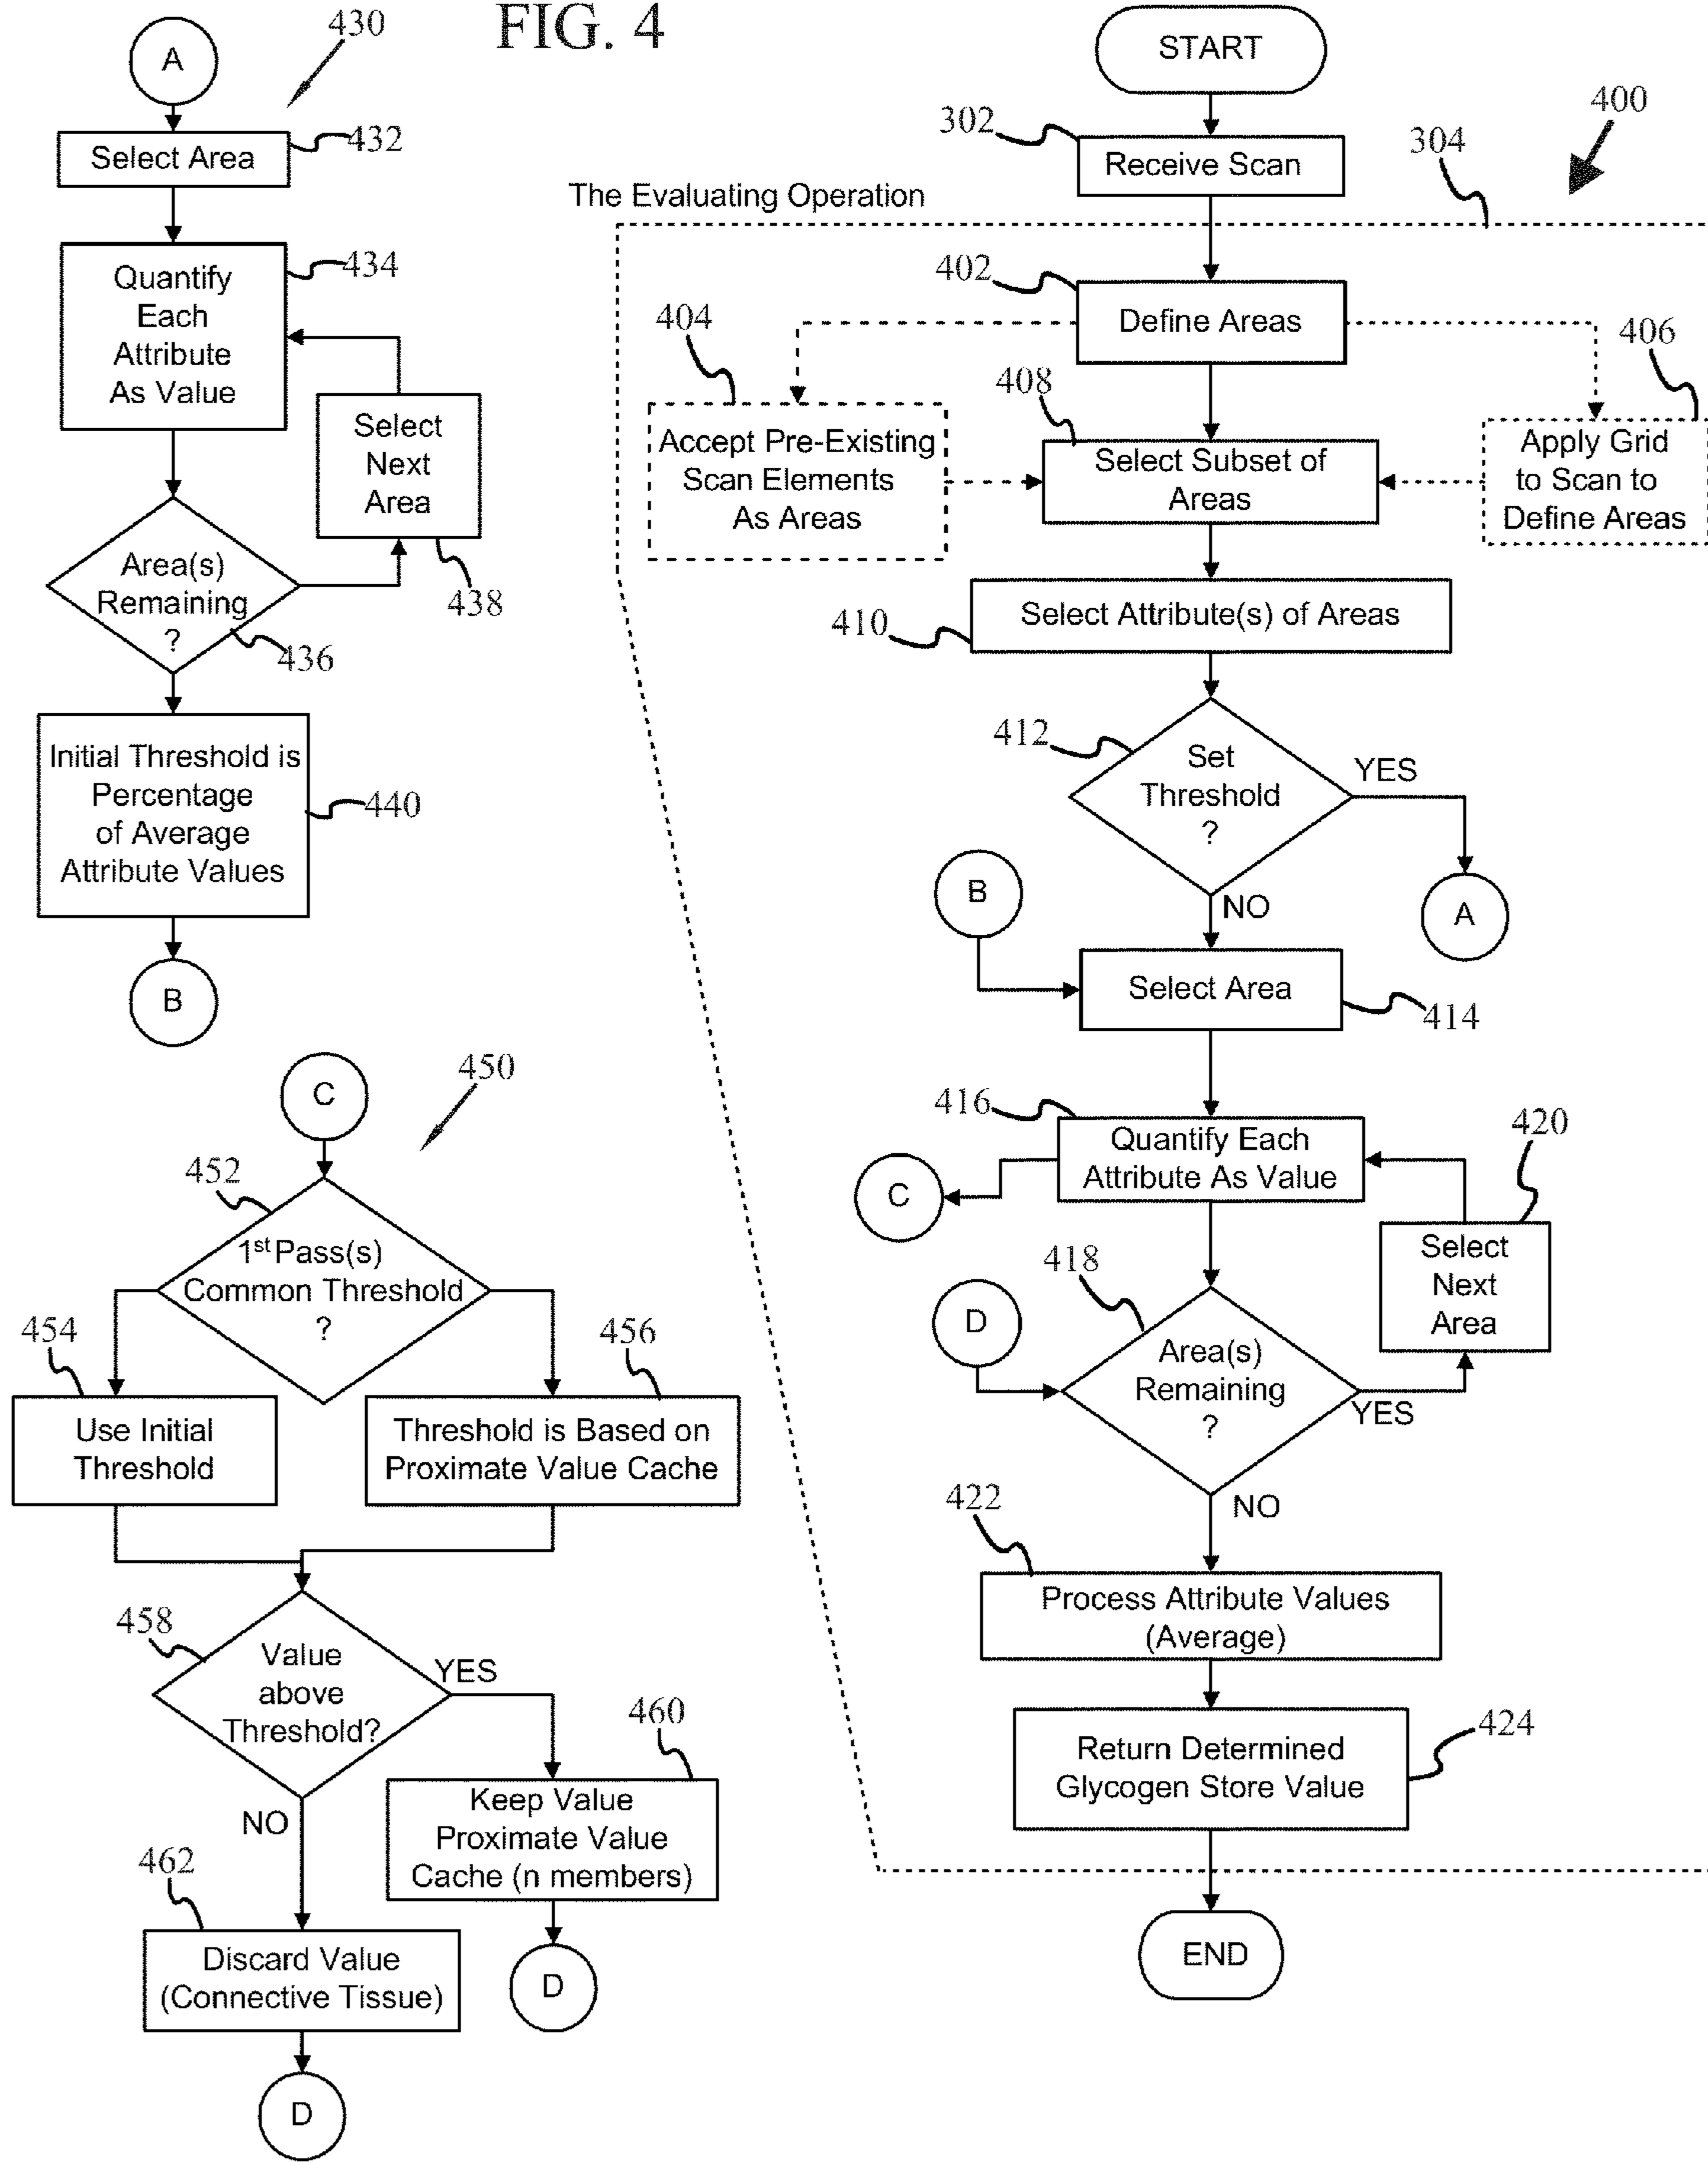 FIG. 4
A
430
432
Select Area
434
Quantify
Each
Attribute
As Value
Select
Next
Area
438
Area(s)
Remaining
?
436
Initial Threshold is
Percentage
of Average
Attribute Values
440
B
C
450
452
1st Pass(s)
Common Threshold
?
454
456
Use Initial
Threshold
Threshold is Based on
Proximate Value Cache
458
Value
above
Threshold?
YES
NO
460
Keep Value
Proximate Value
Cache (n members)
D
462
Discard Value
(Connective Tissue)
D
START
400
302
Receive Scan
304
The Evaluating Operation
402
Define Areas
404
406
408
Accept Pre-Existing
Scan Elements
As Areas
Select Subset of
Areas
Apply Grid
to Scan to
Define Areas
410
Select Attribute(s) of Areas
412
Set
Threshold
?
YES
NO
A
B
Select Area
414
416
Quantify Each
Attribute As Value
420
C
Select
Next
Area
418
D
Area(s)
Remaining
?
YES
NO
422
Process Attribute Values
(Average)
424
Return Determined
Glycogen Store Value
END